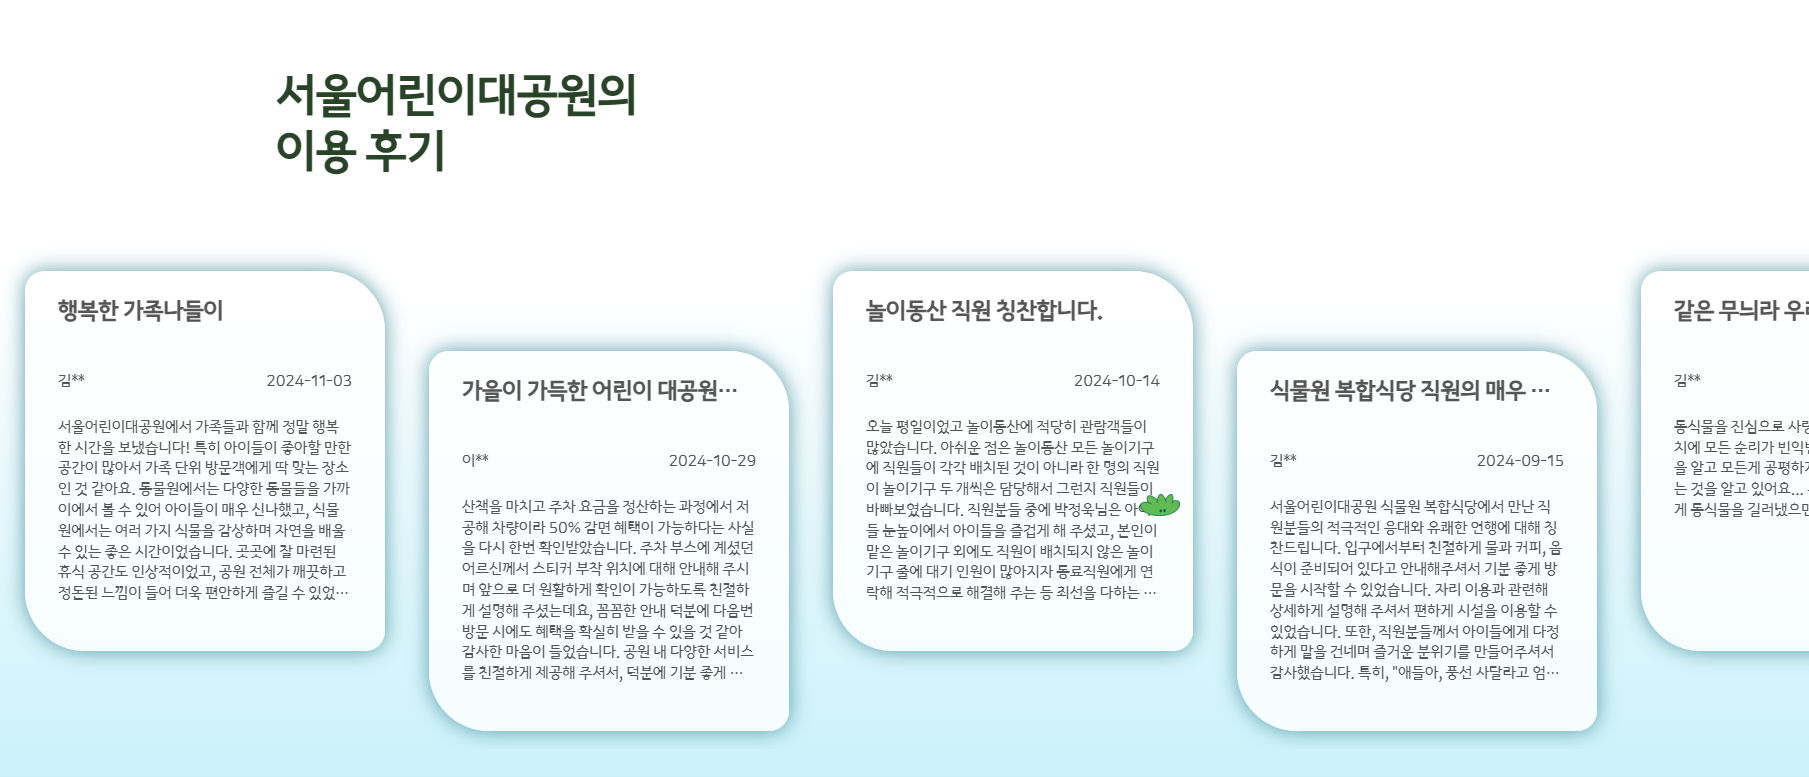 서울어린이대공원의
이용 후기
행복한 가족나들이
김** 2024-11-03
서울어린이대공원에서 가족들과 함께 정말 행복
한 시간을 보냈습니다! 특히 아이들이 좋아할 만한
공간이 많아서 가족 단위 방문객에게 딱 맞는 장소
인 것 같아요. 동물원에서는 다양한 동물들을 가까
이에서 볼 수 있어 아이들이 매우 신나했고, 식물
원에서는 여러 가지 식물을 감상하며 자연을 배울
수 있는 좋은 시간이었습니다. 곳곳에 잘 마련된
휴식 공간도 인상적이었고, 공원 전체가 깨끗하고
정돈된 느낌이 들어 더욱 편안하게 즐길 수 있었…
가을이 가득한 어린이 대공원…
이** 2024-10-29
산책을 마치고 주차 요금을 정산하는 과정에서 저
공해 차량이라 50% 감면 혜택이 가능하다는 사실
을 다시 한번 확인받았습니다. 주차 부스에 계셨던
어르신께서 스티커 부착 위치에 대해 안내해 주시
며 앞으로 더 원활하게 확인이 가능하도록 친절하
게 설명해 주셨는데요, 꼼꼼한 안내 덕분에 다음번
방문 시에도 혜택을 확실히 받을 수 있을 것 같아
감사한 마음이 들었습니다. 공원 내 다양한 서비스
를 친절하게 제공해 주셔서, 덕분에 기분 좋게 …
놀이동산 직원 칭찬합니다.
김** 2024-10-14
오늘 평일이었고 놀이동산에 적당히 관람객들이
많았습니다. 아쉬운 점은 놀이동산 모든 놀이기구
에 직원들이 각각 배치된 것이 아니라 한 명의 직원
이 놀이기구 두 개씩은 담당해서 그런지 직원들이
바빠보였습니다. 직원분들 중에 박정욱님은 아
들 눈높이에서 아이들을 즐겁게 해 주셨고, 본인이
맡은 놀이기구 외에도 직원이 배치되지 않은 놀이
기구 줄에 대기 인원이 많아지자 동료직원에게 연
락해 적극적으로 해결해 주는 등 최선을 다하는 …
식물원 복합식당 직원의 매우 …
김** 2024-09-15
서울어린이대공원 식물원 복합식당에서 만난 직
원분들의 적극적인 응대와 유쾌한 언행에 대해 칭
찬드립니다. 입구에서부터 친절하게 물과 커피, 음
식이 준비되어 있다고 안내해주셔서 기분 좋게 방
문을 시작할 수 있었습니다. 자리 이용과 관련해
상세하게 설명해 주셔서 편하게 시설을 이용할 수
있었습니다. 또한, 직원분들께서 아이들에게 다정
하게 말을 건네며 즐거운 분위기를 만들어주셔서
감사했습니다. 특히, "애들아, 풍선 사달라고 엄…
같은 무늬라
김**
동식물을 진심으로
치에 모든 순리가
을 알고 모든게
는 것을 알고 있어요...
게 동식물을